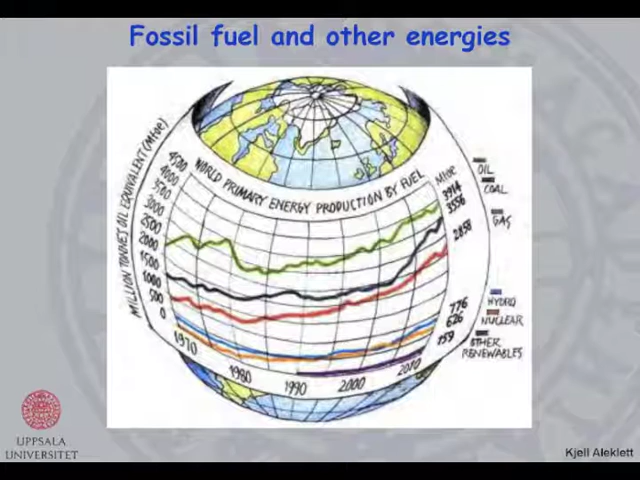 Fossil fuel and other energies
WORLD PRIMARY ENERGY PRODUCTION BY FUEL
MILLION TONNES OIL EQUIVALENT (Mtoe)
4500
4000
3500
3000
2500
2000
1500
1000
500
0
1970
1980
1990
2000
2010
Mtoe
3914
3556
2858
776
626
159
OIL
COAL
GAS
HYDRO
NUCLEAR
OTHER
RENEWABLES
UPPSALA
UNIVERSITET
Kjell Aleklett